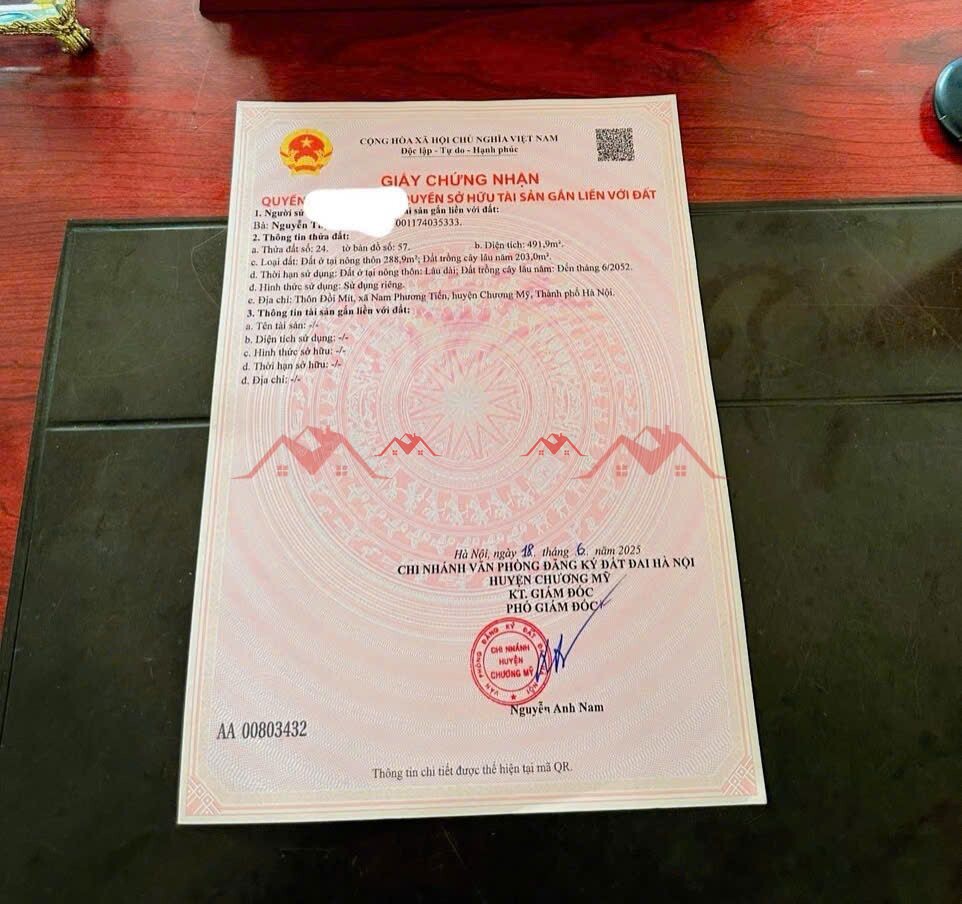 CỘNG HÒA XÃ HỘI CHỦ NGHĨA VIỆT NAM
Độc lập - Tự do - Hạnh phúc
GIẤY CHỨNG NHẬN
QUYỀN QUYỀN SỞ HỮU TÀI SẢN GẮN LIỀN VỚI ĐẤT
1. Người sử tài sản gắn liền với đất:
Bà: Nguyễn 001174035333.
2. Thông tin thửa đất:
a. Thửa đất số: 24. tờ bản đồ số: 57. b. Diện tích: 491,9m².
c. Loại đất: Đất ở tại nông thôn 288,9m²; Đất trồng cây lâu năm 203,0m².
d. Thời hạn sử dụng: Đất ở tại nông thôn: Lâu dài; Đất trồng cây lâu năm: Đến tháng 6/2052.
đ. Hình thức sử dụng: Sử dụng riêng.
e. Địa chỉ: Thôn Đồi Mít, xã Nam Phương Tiến, huyện Chương Mỹ, Thành phố Hà Nội.
3. Thông tin tài sản gắn liền với đất:
a. Tên tài sản: -/-
b. Diện tích sử dụng: -/-
c. Hình thức sở hữu: -/-
d. Thời hạn sở hữu: -/-
đ. Địa chỉ: -/-
Hà Nội, ngày 18 tháng 6 năm 2025
CHI NHÁNH VĂN PHÒNG ĐĂNG KÝ ĐẤT ĐAI HÀ NỘI
HUYỆN CHƯƠNG MỸ
KT. GIÁM ĐỐC
PHÓ GIÁM ĐỐC
VĂN PHÒNG ĐĂNG KÝ ĐẤT
CHI NHÁNH
HUYỆN
CHƯƠNG MỸ
Nguyễn Anh Nam
AA 00803432
Thông tin chi tiết được thể hiện tại mã QR.